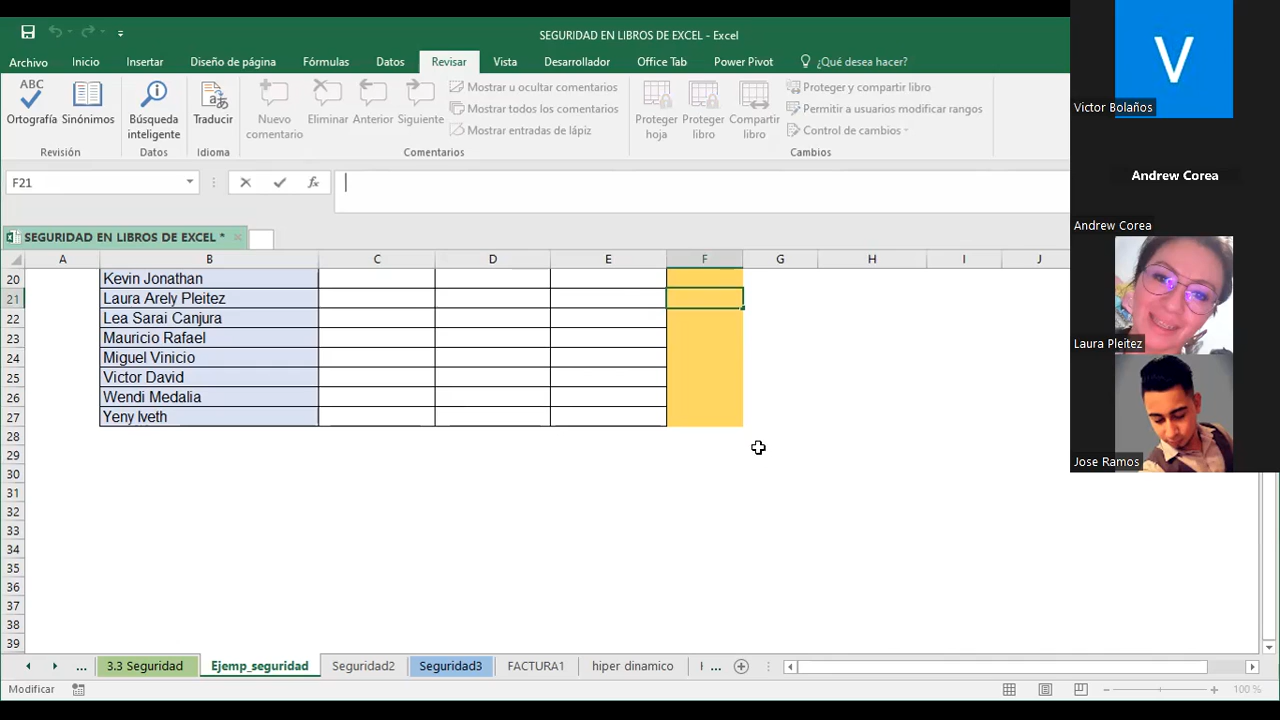 SEGURIDAD EN LIBROS DE EXCEL - Excel
Archivo Inicio Insertar Diseño de página Fórmulas Datos Revisar Vista Desarrollador Office Tab Power Pivot ¿Qué desea hacer?
ABC
Ortografía Sinónimos Búsqueda inteligente Traducir Nuevo comentario Eliminar Anterior Siguiente
Mostrar u ocultar comentarios
Mostrar todos los comentarios
Mostrar entradas de lápiz
Proteger hoja Proteger libro Compartir libro
Proteger y compartir libro
Permitir a usuarios modificar rangos
Control de cambios
Revisión Datos Idioma Comentarios Cambios
F21 fx
SEGURIDAD EN LIBROS DE EXCEL *
A B C D E F G H I J
20 Kevin Jonathan
21 Laura Arely Pleitez
22 Lea Sarai Canjura
23 Mauricio Rafael
24 Miguel Vinicio
25 Victor David
26 Wendi Medalia
27 Yeny Iveth
28
29
30
31
32
33
34
35
36
37
38
39
... 3.3 Seguridad Ejemp_seguridad Seguridad2 Seguridad3 FACTURA1 hiper dinamico ...
Modificar 100 %
V
Victor Bolaños
Andrew Corea
Andrew Corea
Laura Pleitez
Jose Ramos